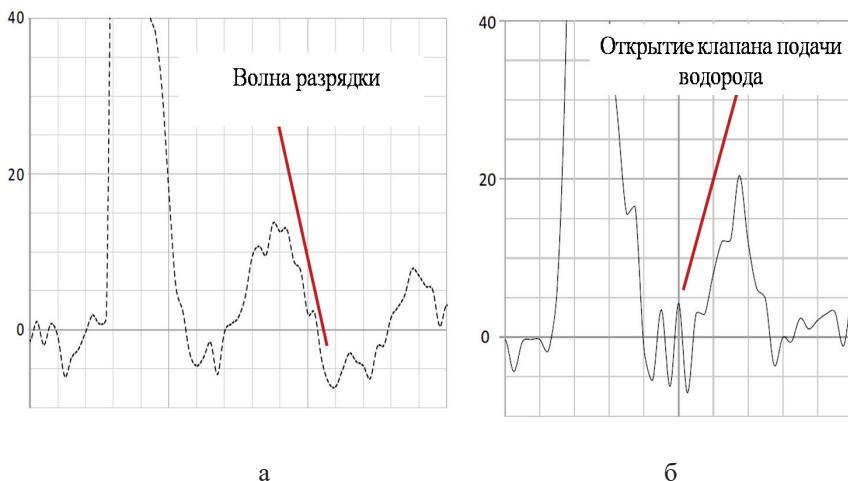 40
20
0
Волна разрядки
а
40
20
0
Открытие клапана подачи
водорода
б